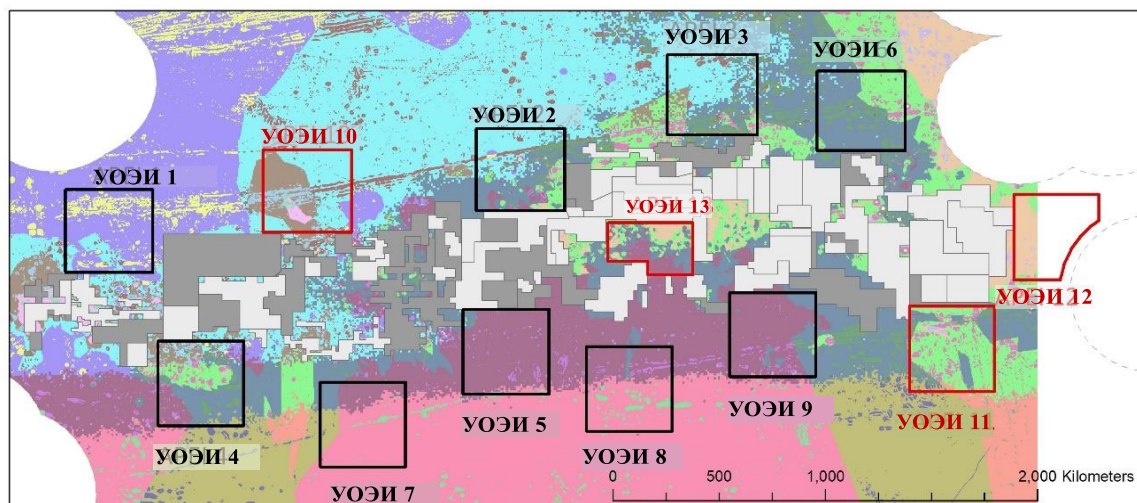 УОЭИ 3
УОЭИ 6
УОЭИ 2
УОЭИ 10
УОЭИ 1
УОЭИ 13
УОЭИ 12
УОЭИ 4
УОЭИ 5
УОЭИ 8
УОЭИ 9
УОЭИ 11
УОЭИ 7
0 500 1,000 2,000 Kilometers